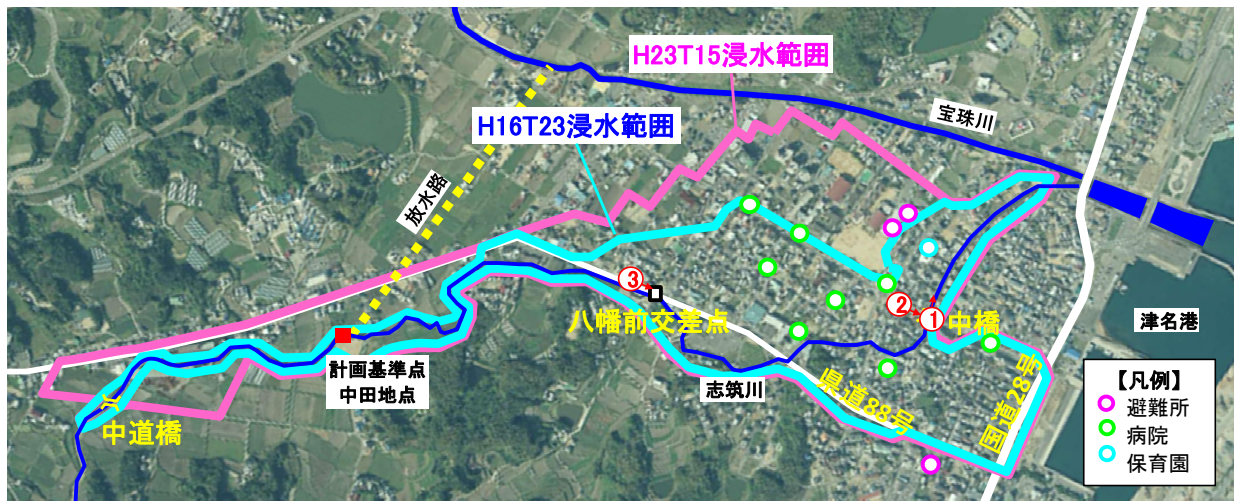 H23T15浸水範囲
H16T23浸水範囲
宝珠川
放水路
③
八幡前交差点
②
①
中橋
津名港
計画基準点
中田地点
志筑川
県道88号
国道28号
中道橋
【凡例】
避難所
病院
保育園